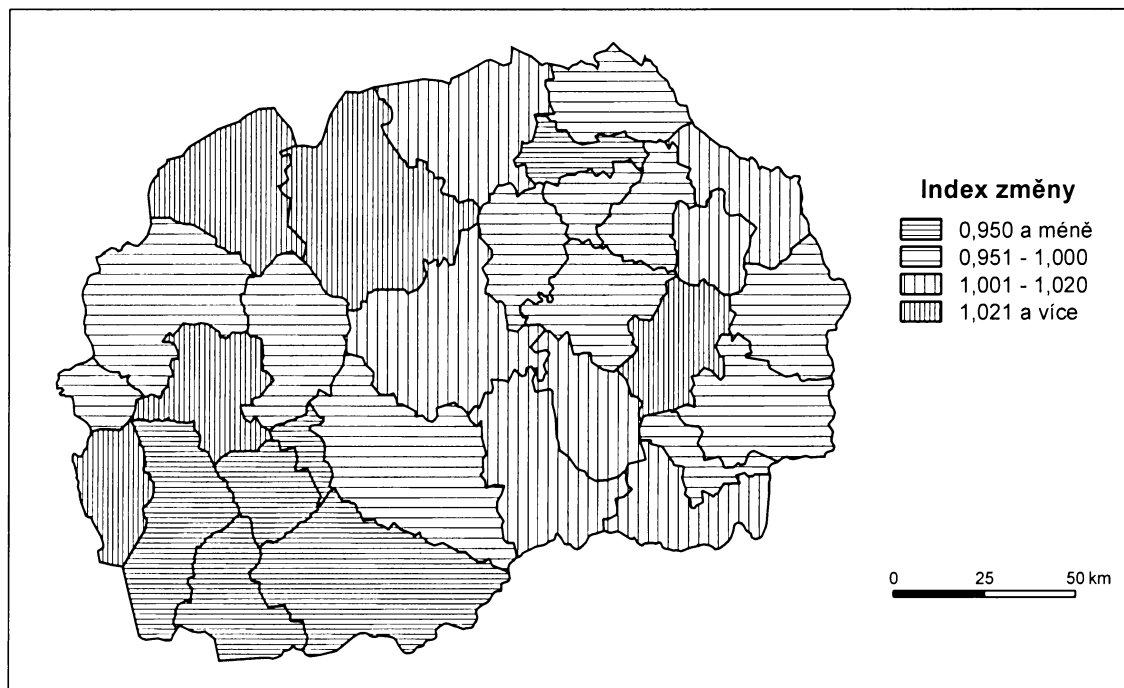 Index změny
0,950 a méně
0,951 - 1,000
1,001 - 1,020
1,021 a více
0 25 50 km